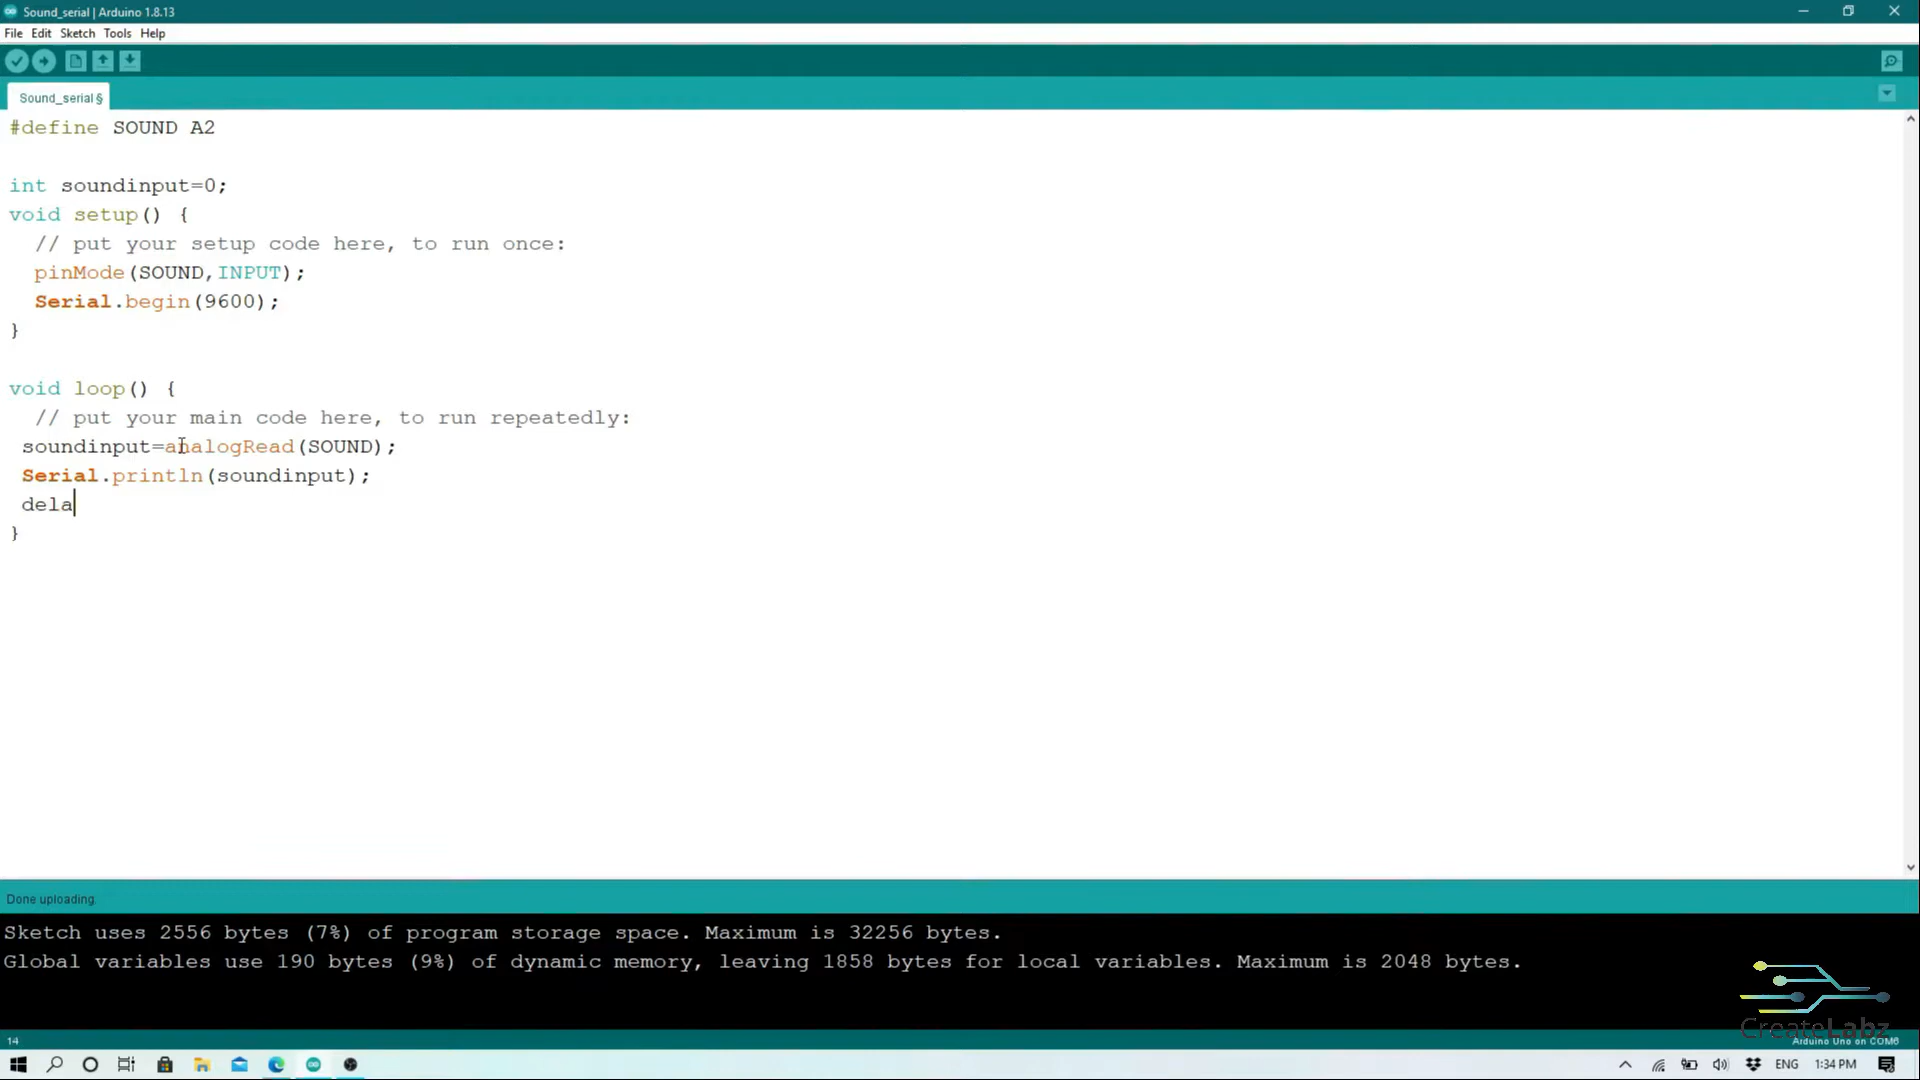 Sound_serial | Arduino 1.8.13
File Edit Sketch Tools Help
Sound_serial §
#define SOUND A2
int soundinput=0;
void setup() {
// put your setup code here, to run once:
pinMode(SOUND,INPUT);
Serial.begin(9600);
}
void loop() {
// put your main code here, to run repeatedly:
soundinput=analogRead(SOUND);
Serial.println(soundinput);
dela
}
Done uploading.
Sketch uses 2556 bytes (7%) of program storage space. Maximum is 32256 bytes.
Global variables use 190 bytes (9%) of dynamic memory, leaving 1858 bytes for local variables. Maximum is 2048 bytes.
CreateLabz
14
Arduino Uno on COM6
ENG 1:34 PM